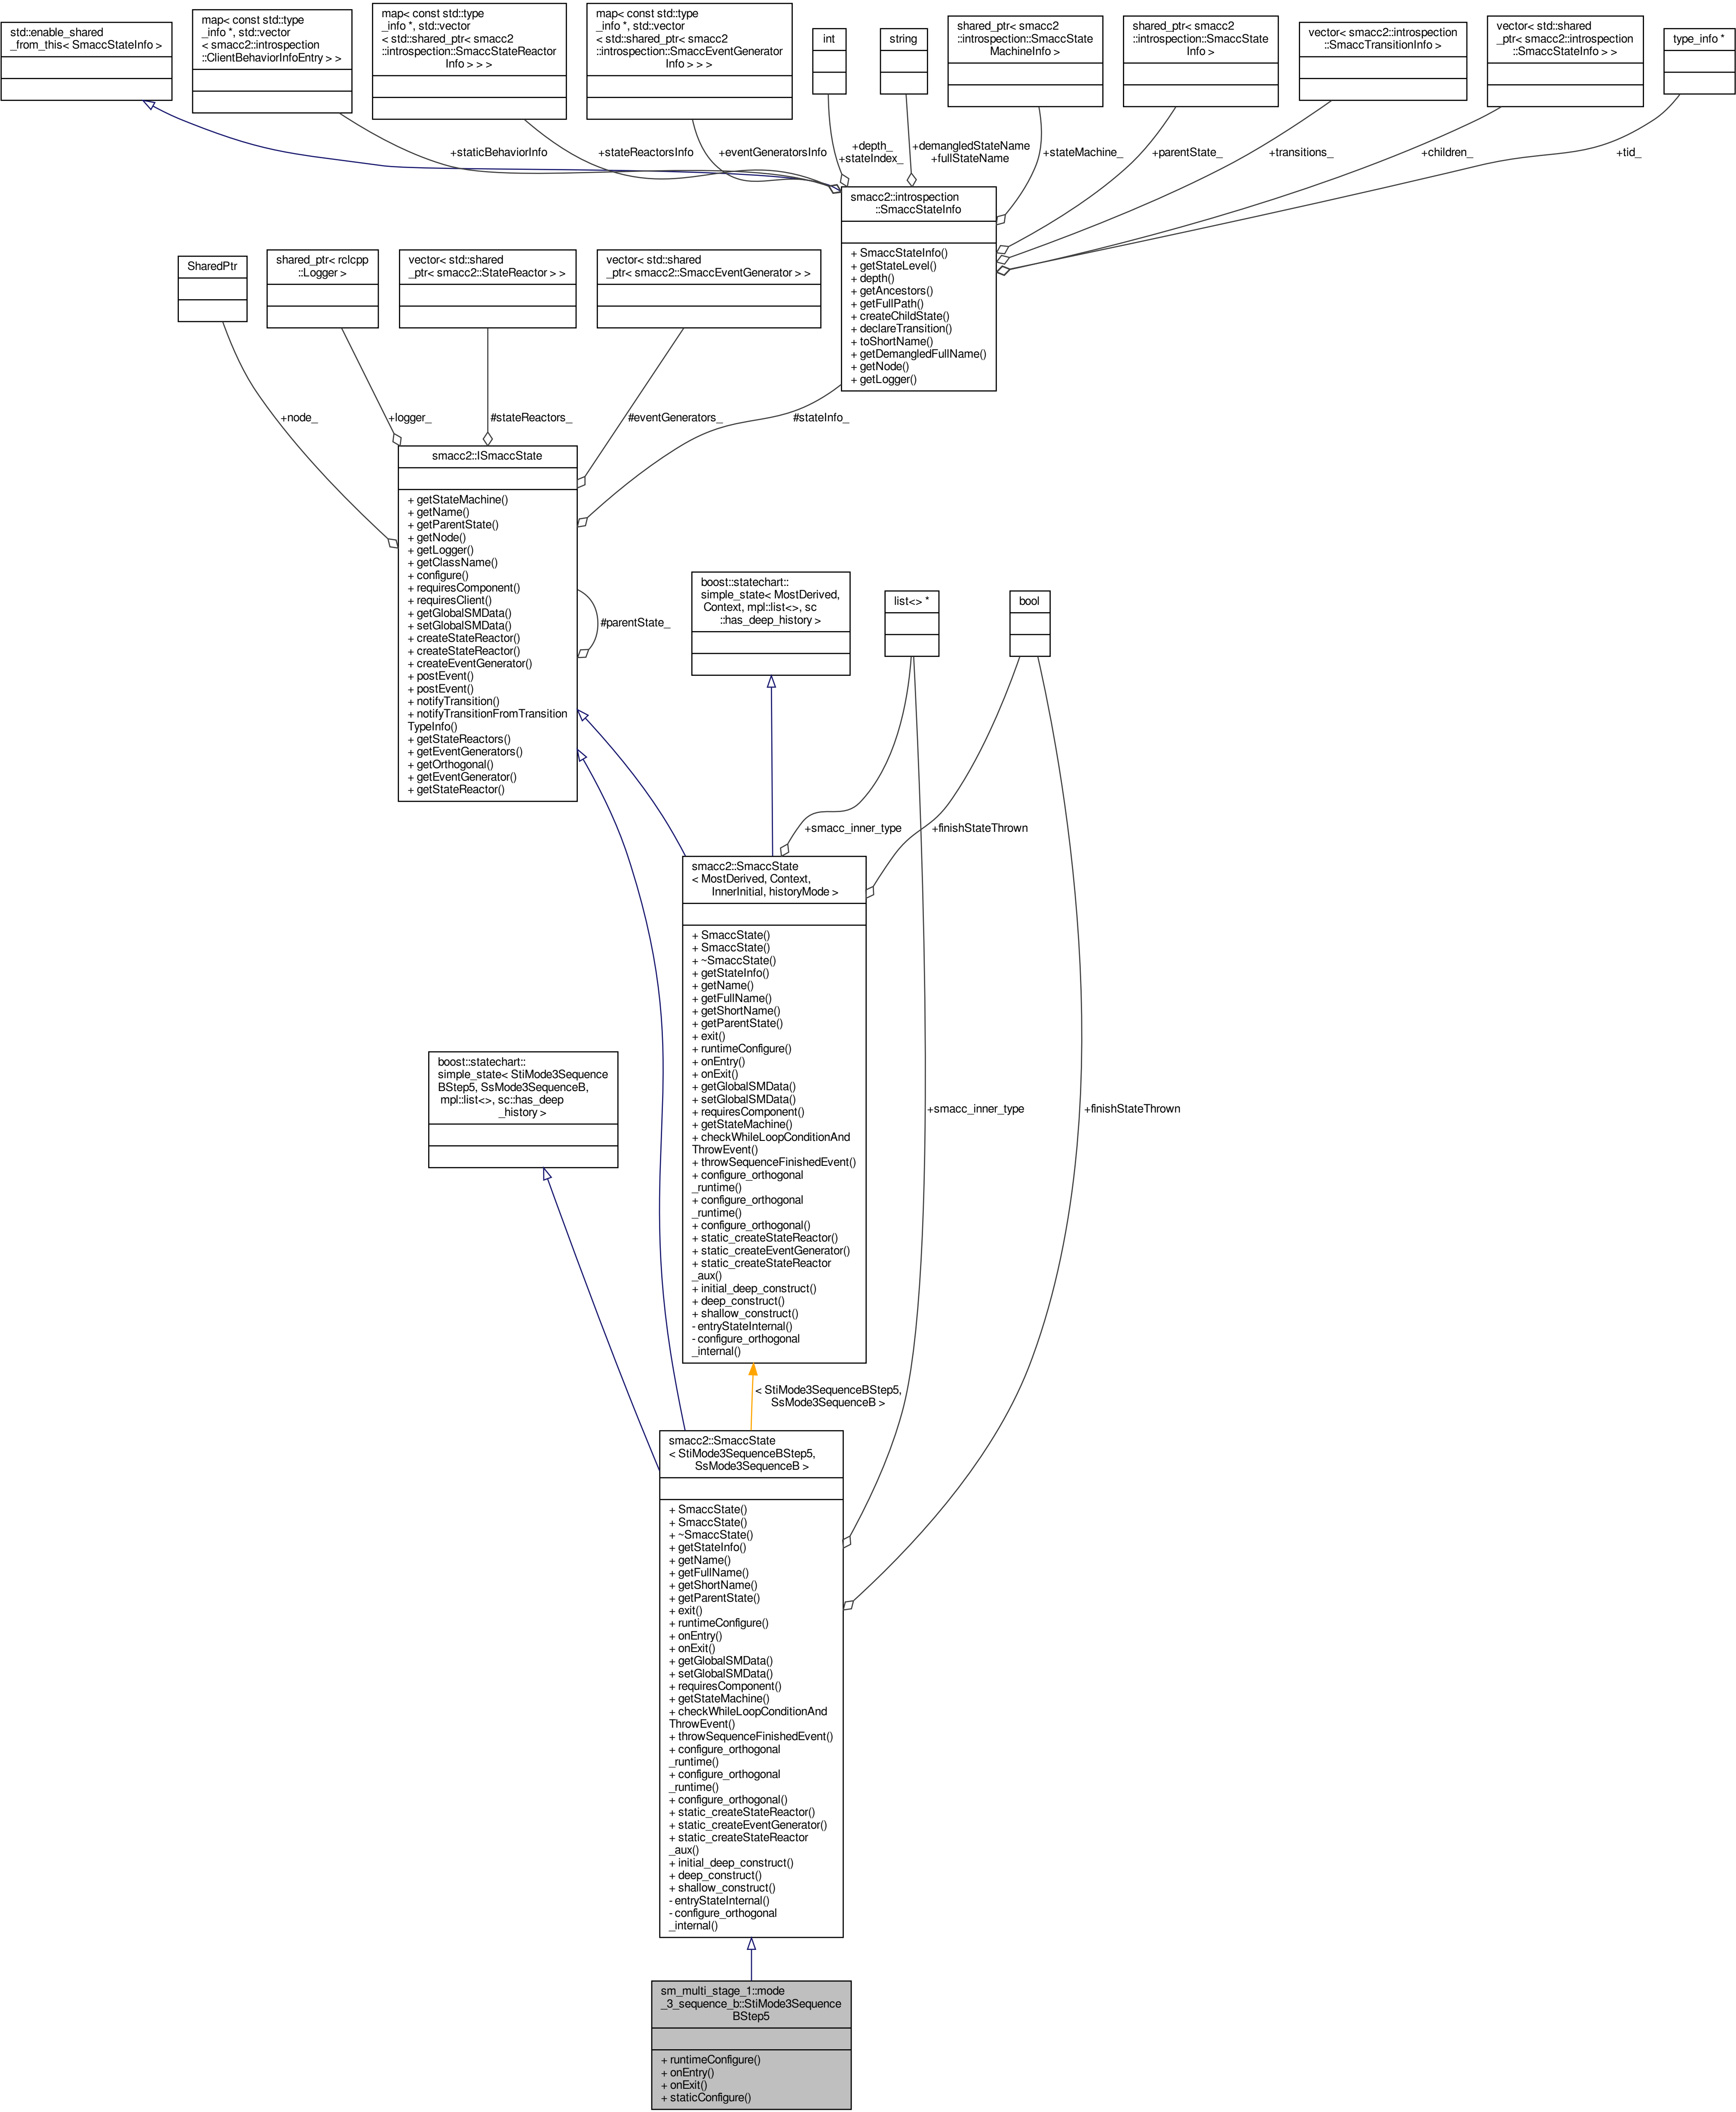 std::enable_shared
_from_this< SmaccStateInfo >
map< const std::type
_info *, std::vector
< smacc2::introspection
::ClientBehaviorInfoEntry > >
map< const std::type
_info *, std::vector
< std::shared_ptr< smacc2
::introspection::SmaccStateReactor
Info > > >
map< const std::type
_info *, std::vector
< std::shared_ptr< smacc2
::introspection::SmaccEventGenerator
Info > > >
int
string
shared_ptr< smacc2
::introspection::SmaccState
MachineInfo >
shared_ptr< smacc2
::introspection::SmaccState
Info >
vector< smacc2::introspection
::SmaccTransitionInfo >
vector< std::shared
_ptr< smacc2::introspection
::SmaccStateInfo > >
type_info *
+staticBehaviorInfo
+stateReactorsInfo
+eventGeneratorsInfo
+depth_
+stateIndex_
+demangledStateName
+fullStateName
+stateMachine_
+parentState_
+transitions_
+children_
+tid_
smacc2::introspection
::SmaccStateInfo
+ SmaccStateInfo()
+ getStateLevel()
+ depth()
+ getAncestors()
+ getFullPath()
+ createChildState()
+ declareTransition()
+ toShortName()
+ getDemangledFullName()
+ getNode()
+ getLogger()
SharedPtr
shared_ptr< rclcpp
::Logger >
vector< std::shared
_ptr< smacc2::StateReactor > >
vector< std::shared
_ptr< smacc2::SmaccEventGenerator > >
+node_
+logger_
#stateReactors_
#eventGenerators_
#stateInfo_
smacc2::ISmaccState
+ getStateMachine()
+ getName()
+ getParentState()
+ getNode()
+ getLogger()
+ getClassName()
+ configure()
+ requiresComponent()
+ requiresClient()
+ getGlobalSMData()
+ setGlobalSMData()
+ createStateReactor()
+ createStateReactor()
+ createEventGenerator()
+ postEvent()
+ postEvent()
+ notifyTransition()
+ notifyTransitionFromTransition
TypeInfo()
+ getStateReactors()
+ getEventGenerators()
+ getOrthogonal()
+ getEventGenerator()
+ getStateReactor()
#parentState_
boost::statechart::
simple_state< MostDerived,
Context, mpl::list<>, sc
::has_deep_history >
list<> *
bool
+smacc_inner_type
+finishStateThrown
smacc2::SmaccState
< MostDerived, Context,
InnerInitial, historyMode >
+ SmaccState()
+ SmaccState()
+ ~SmaccState()
+ getStateInfo()
+ getName()
+ getFullName()
+ getShortName()
+ getParentState()
+ exit()
+ runtimeConfigure()
+ onEntry()
+ onExit()
+ getGlobalSMData()
+ setGlobalSMData()
+ requiresComponent()
+ getStateMachine()
+ checkWhileLoopConditionAnd
ThrowEvent()
+ throwSequenceFinishedEvent()
+ configure_orthogonal
_runtime()
+ configure_orthogonal
_runtime()
+ configure_orthogonal()
+ static_createStateReactor()
+ static_createEventGenerator()
+ static_createStateReactor
_aux()
+ initial_deep_construct()
+ deep_construct()
+ shallow_construct()
- entryStateInternal()
- configure_orthogonal
_internal()
boost::statechart::
simple_state< StiMode3Sequence
BStep5, SsMode3SequenceB,
mpl::list<>, sc::has_deep
_history >
+smacc_inner_type
+finishStateThrown
< StiMode3SequenceBStep5,
SsMode3SequenceB >
smacc2::SmaccState
< StiMode3SequenceBStep5,
SsMode3SequenceB >
+ SmaccState()
+ SmaccState()
+ ~SmaccState()
+ getStateInfo()
+ getName()
+ getFullName()
+ getShortName()
+ getParentState()
+ exit()
+ runtimeConfigure()
+ onEntry()
+ onExit()
+ getGlobalSMData()
+ setGlobalSMData()
+ requiresComponent()
+ getStateMachine()
+ checkWhileLoopConditionAnd
ThrowEvent()
+ throwSequenceFinishedEvent()
+ configure_orthogonal
_runtime()
+ configure_orthogonal
_runtime()
+ configure_orthogonal()
+ static_createStateReactor()
+ static_createEventGenerator()
+ static_createStateReactor
_aux()
+ initial_deep_construct()
+ deep_construct()
+ shallow_construct()
- entryStateInternal()
- configure_orthogonal
_internal()
sm_multi_stage_1::mode
_3_sequence_b::StiMode3Sequence
BStep5
+ runtimeConfigure()
+ onEntry()
+ onExit()
+ staticConfigure()